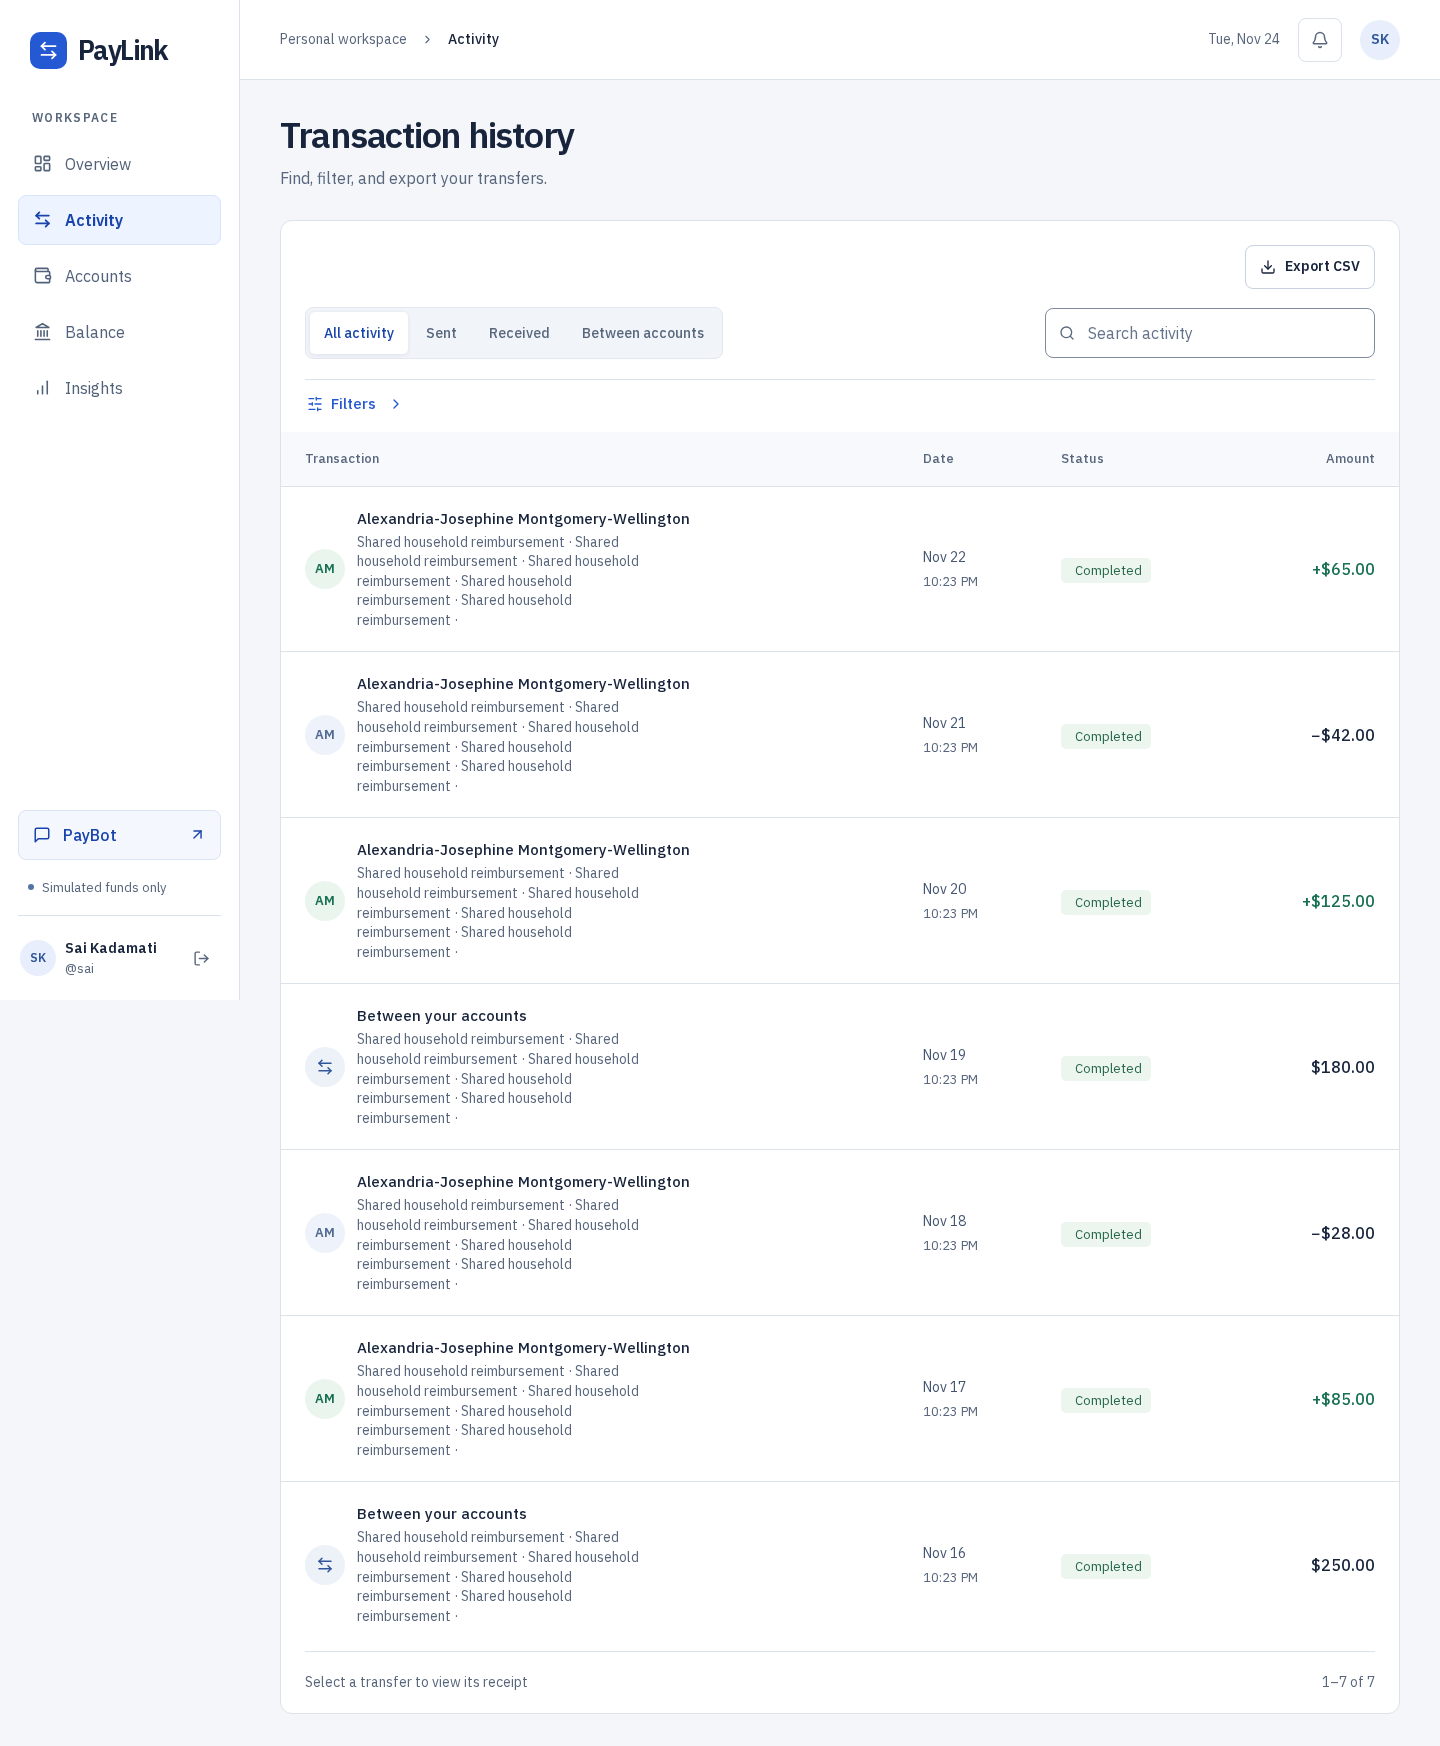 PayLink
Personal workspace > Activity
Tue, Nov 24
SK
WORKSPACE
Overview
Activity
Accounts
Balance
Insights
PayBot
Simulated funds only
SK
Sai Kadamati
@sai
Transaction history
Find, filter, and export your transfers.
Export CSV
All activity
Sent
Received
Between accounts
Search activity
Filters
Transaction
Date
Status
Amount
AM
Alexandria-Josephine Montgomery-Wellington
Shared household reimbursement · Shared
household reimbursement · Shared household
reimbursement · Shared household
reimbursement · Shared household
reimbursement ·
Nov 22
10:23 PM
Completed
+$65.00
AM
Alexandria-Josephine Montgomery-Wellington
Shared household reimbursement · Shared
household reimbursement · Shared household
reimbursement · Shared household
reimbursement · Shared household
reimbursement ·
Nov 21
10:23 PM
Completed
−$42.00
AM
Alexandria-Josephine Montgomery-Wellington
Shared household reimbursement · Shared
household reimbursement · Shared household
reimbursement · Shared household
reimbursement · Shared household
reimbursement ·
Nov 20
10:23 PM
Completed
+$125.00
Between your accounts
Shared household reimbursement · Shared
household reimbursement · Shared household
reimbursement · Shared household
reimbursement · Shared household
reimbursement ·
Nov 19
10:23 PM
Completed
$180.00
AM
Alexandria-Josephine Montgomery-Wellington
Shared household reimbursement · Shared
household reimbursement · Shared household
reimbursement · Shared household
reimbursement · Shared household
reimbursement ·
Nov 18
10:23 PM
Completed
−$28.00
AM
Alexandria-Josephine Montgomery-Wellington
Shared household reimbursement · Shared
household reimbursement · Shared household
reimbursement · Shared household
reimbursement · Shared household
reimbursement ·
Nov 17
10:23 PM
Completed
+$85.00
Between your accounts
Shared household reimbursement · Shared
household reimbursement · Shared household
reimbursement · Shared household
reimbursement · Shared household
reimbursement ·
Nov 16
10:23 PM
Completed
$250.00
Select a transfer to view its receipt
1–7 of 7